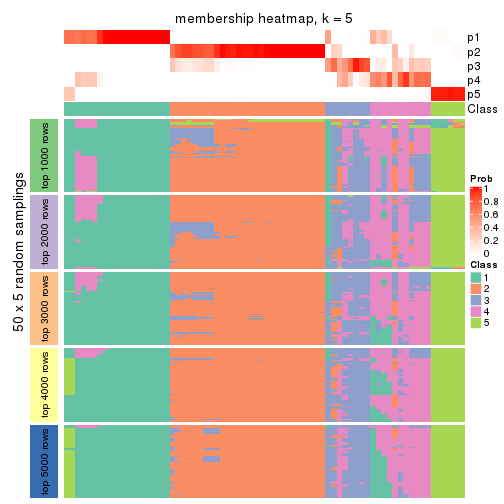 membership heatmap, k = 5
p1
p2
p3
p4
p5
Class
50 x 5 random samplings
top 1000 rows
top 2000 rows
top 3000 rows
top 4000 rows
top 5000 rows
Prob
1
0.8
0.6
0.4
0.2
0
Class
1
2
3
4
5